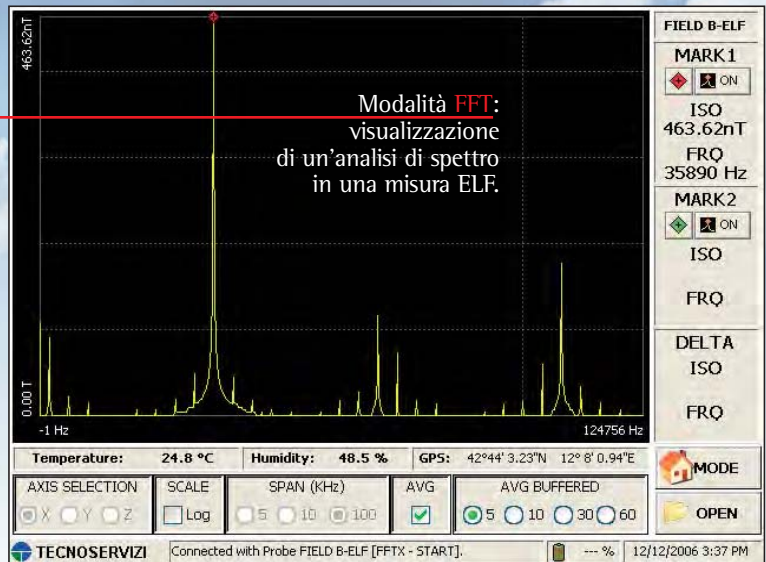 463.62nT
0.00 T
-1 Hz
124756 Hz
Modalità FFT:
visualizzazione
di un'analisi di spettro
in una misura ELF.
FIELD B-ELF
MARK1
ON
ISO
463.62nT
FRQ
35890 Hz
MARK2
ON
ISO
FRQ
DELTA
ISO
FRQ
MODE
OPEN
Temperature: 24.8 °C Humidity: 48.5 % GPS: 42°44'3.23"N 12° 8'0.94"E
AXIS SELECTION SCALE SPAN (KHz) AVG AVG BUFFERED
X Y Z Log 5 10 100 5 10 30 60
TECNOSERVIZI Connected with Probe FIELD B-ELF [FFTX - START]. --- % 12/12/2006 3:37 PM